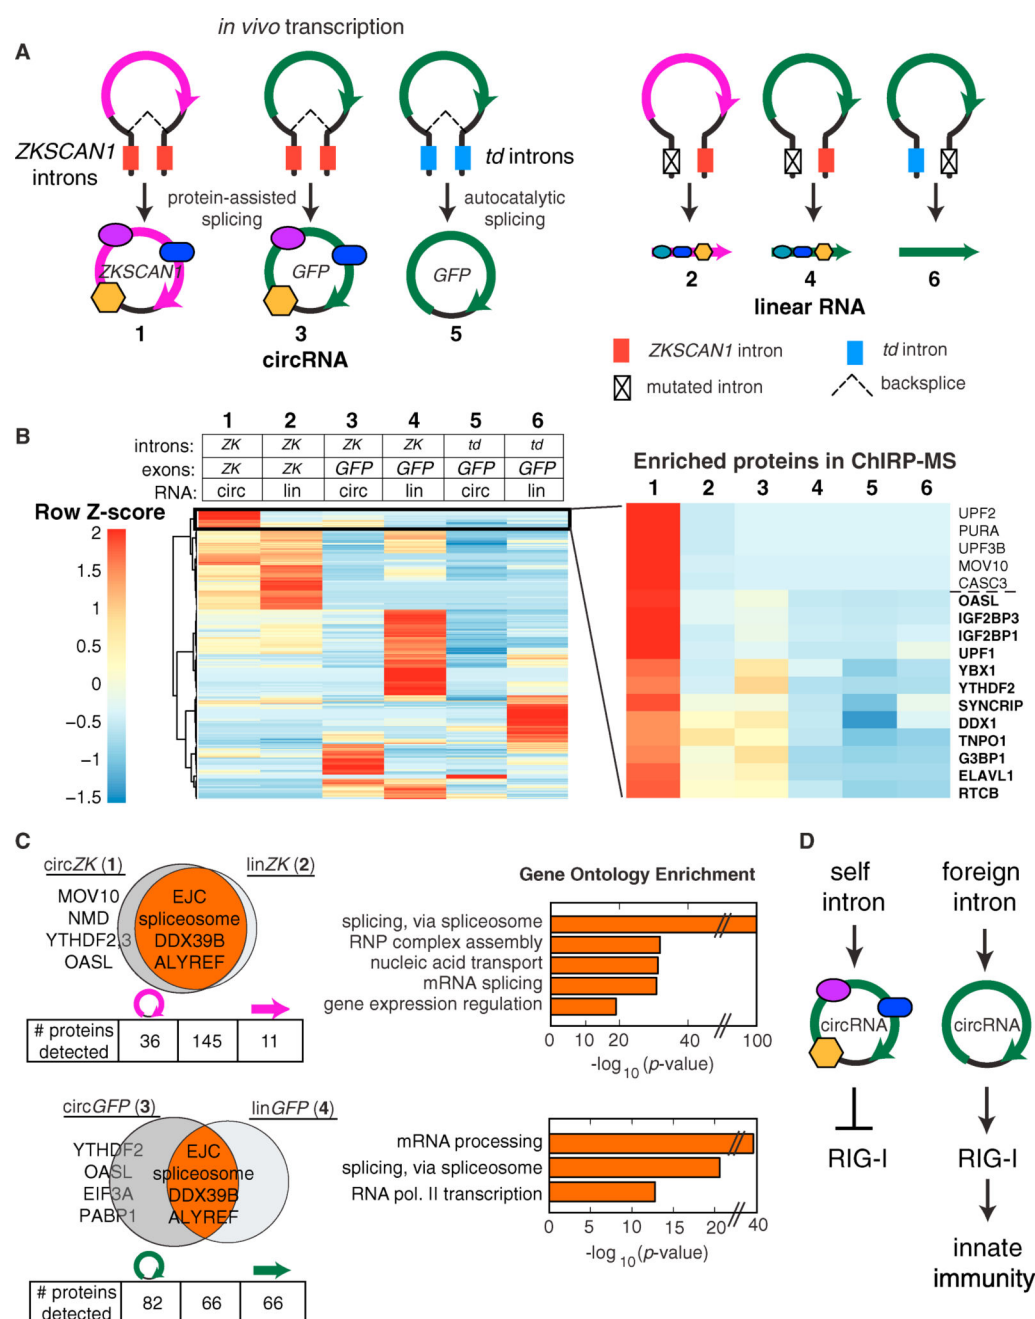 in vivo transcription
A
ZKSCAN1 introns
td introns
protein-assisted splicing
autocatalytic splicing
ZKSCAN1
GFP
GFP
1
3
5
circRNA
2
4
6
linear RNA
ZKSCAN1 intron
td intron
mutated intron
backsplice
B
1 2 3 4 5 6
introns: ZK ZK ZK ZK td td
exons: ZK ZK GFP GFP GFP GFP
RNA: circ lin circ lin circ lin
Row Z-score
2
1.5
1
0.5
0
−0.5
−1
−1.5
Enriched proteins in ChIRP-MS
1 2 3 4 5 6
UPF2
PURA
UPF3B
MOV10
CASC3
OASL
IGF2BP3
IGF2BP1
UPF1
YBX1
YTHDF2
SYNCRIP
DDX1
TNPO1
G3BP1
ELAVL1
RTCB
C
circZK (1)
linZK (2)
MOV10
NMD
YTHDF2,3
OASL
EJC
spliceosome
DDX39B
ALYREF
# proteins detected 36 145 11
Gene Ontology Enrichment
splicing, via spliceosome
RNP complex assembly
nucleic acid transport
mRNA splicing
gene expression regulation
0 10 20 40 100
-log10(p-value)
circGFP (3)
linGFP (4)
YTHDF2
OASL
EIF3A
PABP1
EJC
spliceosome
DDX39B
ALYREF
# proteins detected 82 66 66
mRNA processing
splicing, via spliceosome
RNA pol. II transcription
0 5 10 15 20 40
-log10(p-value)
D
self intron
foreign intron
circRNA
circRNA
RIG-I
RIG-I
innate immunity